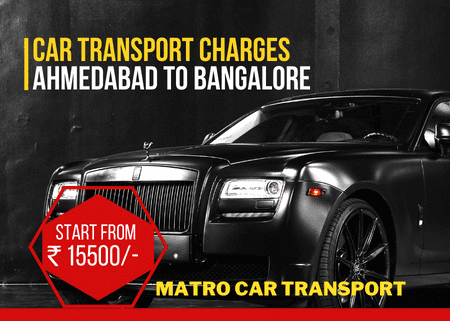 CAR TRANSPORT CHARGES
AHMEDABAD TO BANGALORE
START FROM
₹ 15500/-
MATRO CAR TRANSPORT